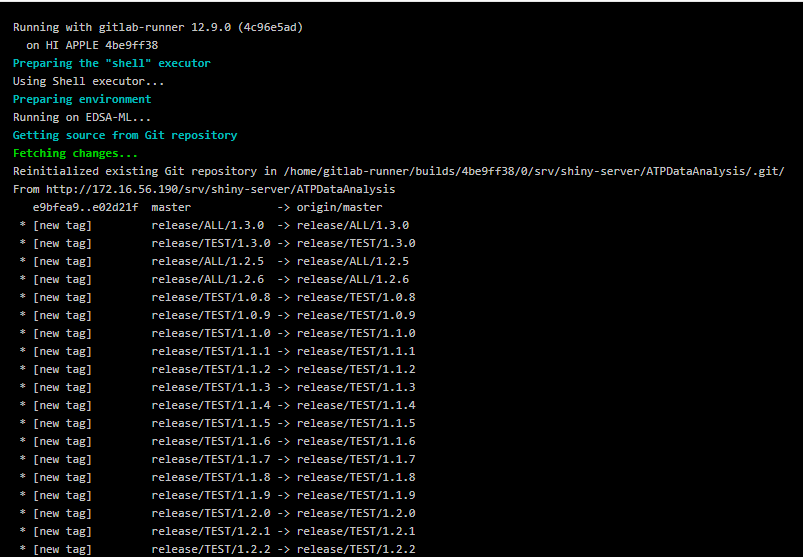 Running with gitlab-runner 12.9.0 (4c96e5ad)
  on HI APPLE 4be9ff38
Preparing the "shell" executor
Using Shell executor...
Preparing environment
Running on EDSA-ML...
Getting source from Git repository
Fetching changes...
Reinitialized existing Git repository in /home/gitlab-runner/builds/4be9ff38/0/srv/shiny-server/ATPDataAnalysis/.git/
From http://172.16.56.190/srv/shiny-server/ATPDataAnalysis
   e9bfea9..e02d21f  master             -> origin/master
 * [new tag]         release/ALL/1.3.0  -> release/ALL/1.3.0
 * [new tag]         release/TEST/1.3.0 -> release/TEST/1.3.0
 * [new tag]         release/ALL/1.2.5  -> release/ALL/1.2.5
 * [new tag]         release/ALL/1.2.6  -> release/ALL/1.2.6
 * [new tag]         release/TEST/1.0.8 -> release/TEST/1.0.8
 * [new tag]         release/TEST/1.0.9 -> release/TEST/1.0.9
 * [new tag]         release/TEST/1.1.0 -> release/TEST/1.1.0
 * [new tag]         release/TEST/1.1.1 -> release/TEST/1.1.1
 * [new tag]         release/TEST/1.1.2 -> release/TEST/1.1.2
 * [new tag]         release/TEST/1.1.3 -> release/TEST/1.1.3
 * [new tag]         release/TEST/1.1.4 -> release/TEST/1.1.4
 * [new tag]         release/TEST/1.1.5 -> release/TEST/1.1.5
 * [new tag]         release/TEST/1.1.6 -> release/TEST/1.1.6
 * [new tag]         release/TEST/1.1.7 -> release/TEST/1.1.7
 * [new tag]         release/TEST/1.1.8 -> release/TEST/1.1.8
 * [new tag]         release/TEST/1.1.9 -> release/TEST/1.1.9
 * [new tag]         release/TEST/1.2.0 -> release/TEST/1.2.0
 * [new tag]         release/TEST/1.2.1 -> release/TEST/1.2.1
 * [new tag]         release/TEST/1.2.2 -> release/TEST/1.2.2